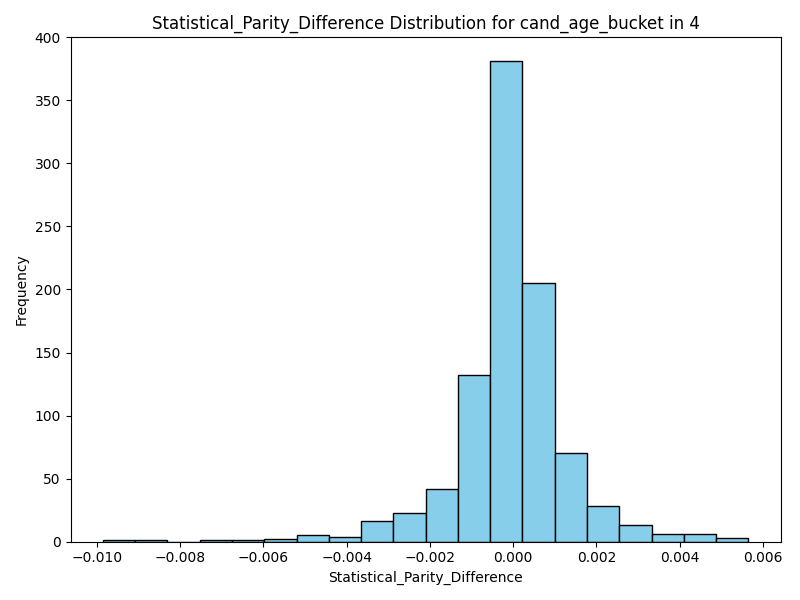 Statistical_Parity_Difference Distribution for cand_age_bucket in 4
400
350
300
250
200
150
100
50
0
Frequency
−0.010 −0.008 −0.006 −0.004 −0.002 0.000 0.002 0.004 0.006
Statistical_Parity_Difference